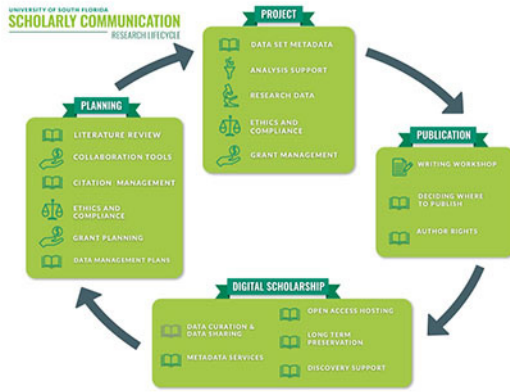 UNIVERSITY OF SOUTH FLORIDA
SCHOLARLY COMMUNICATION
RESEARCH LIFECYCLE
PROJECT
DATA SET METADATA
ANALYSIS SUPPORT
RESEARCH DATA
ETHICS AND
COMPLIANCE
GRANT MANAGEMENT
PLANNING
LITERATURE REVIEW
COLLABORATION TOOLS
CITATION MANAGEMENT
ETHICS AND
COMPLIANCE
GRANT PLANNING
DATA MANAGEMENT PLANS
PUBLICATION
WRITING WORKSHOP
DECIDING WHERE
TO PUBLISH
AUTHOR RIGHTS
DIGITAL SCHOLARSHIP
DATA CURATION &
DATA SHARING
METADATA SERVICES
OPEN ACCESS HOSTING
LONG TERM
PRESERVATION
DISCOVERY SUPPORT